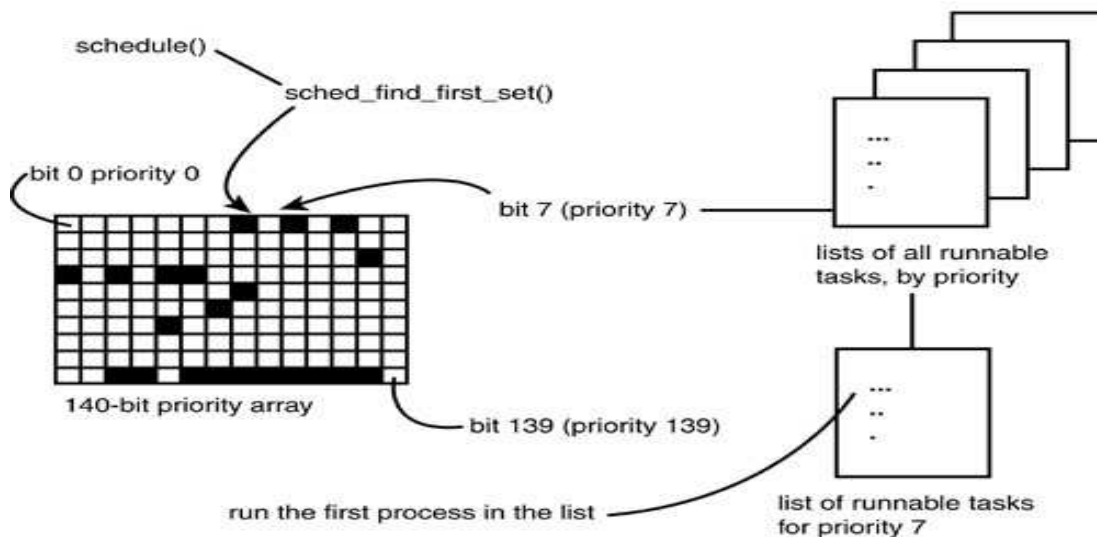 schedule()
sched_find_first_set()
bit 0 priority 0
bit 7 (priority 7)
lists of all runnable
tasks, by priority
140-bit priority array
bit 139 (priority 139)
run the first process in the list
list of runnable tasks
for priority 7